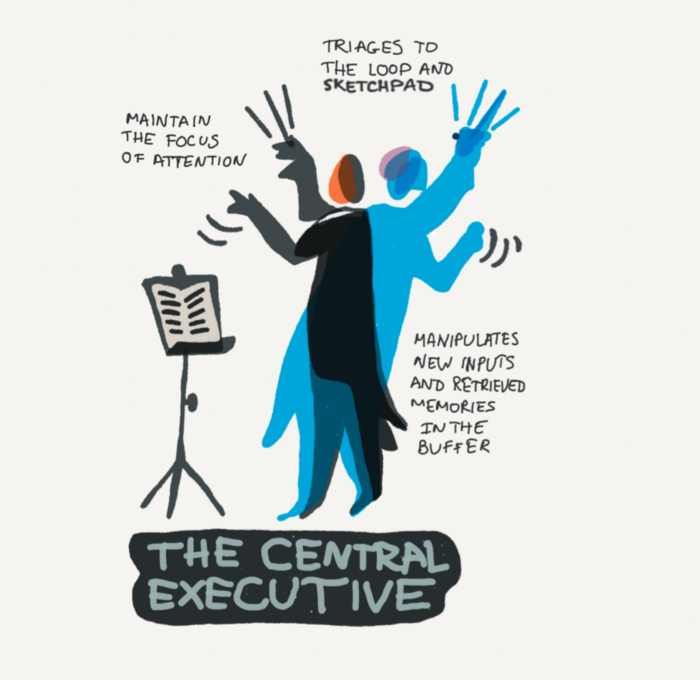 TRIAGES TO
THE LOOP AND
SKETCHPAD
MAINTAIN
THE FOCUS
OF ATTENTION
MANIPULATES
NEW INPUTS
AND RETRIEVED
MEMORIES
IN THE
BUFFER
THE CENTRAL
EXECUTIVE